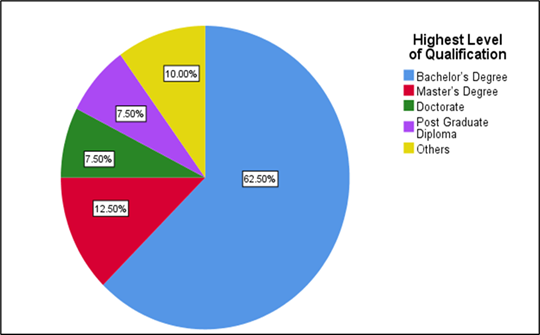 Highest Level
of Qualification
Bachelor's Degree
Master's Degree
Doctorate
Post Graduate
Diploma
Others
10.00%
7.50%
7.50%
12.50%
62.50%